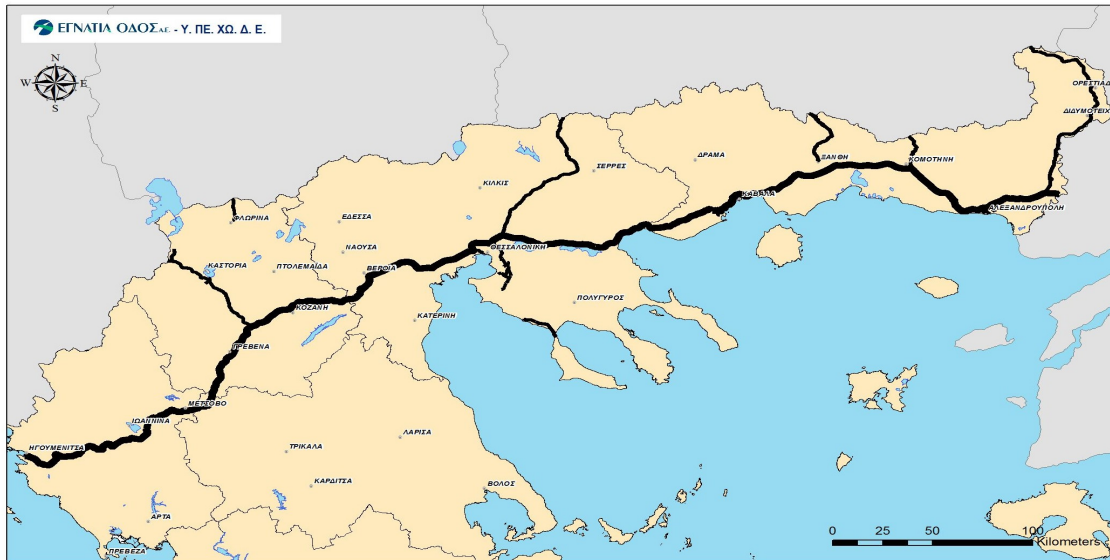 ΕΓΝΑΤΙΑ ΟΔΟΣ Α.Ε. - Υ. ΠΕ. ΧΩ. Δ. Ε.
N
W E
S
ΟΡΕΣΤΙΑΔ
ΔΙΔΥΜΟΤΕΙΧ
ΔΡΑΜΑ
ΞΑΝΘΗ
ΚΟΜΟΤΗΝΗ
ΣΕΡΡΕΣ
ΚΙΛΚΙΣ
ΚΑΒΑΛΑ
ΑΛΕΞΑΝΔΡΟΥΠΟΛΗ
ΦΛΩΡΙΝΑ
ΕΔΕΣΣΑ
ΝΑΟΥΣΑ
ΘΕΣΣΑΛΟΝΙΚΗ
ΚΑΣΤΟΡΙΑ
ΠΤΟΛΕΜΑΙΔΑ
ΒΕΡΟΙΑ
ΠΟΛΥΓΥΡΟΣ
ΚΟΖΑΝΗ
ΚΑΤΕΡΙΝΗ
ΓΡΕΒΕΝΑ
ΜΕΤΣΟΒΟ
ΙΩΑΝΝΙΝΑ
ΗΓΟΥΜΕΝΙΤΣΑ
ΛΑΡΙΣΑ
ΤΡΙΚΑΛΑ
ΚΑΡΔΙΤΣΑ
ΒΟΛΟΣ
ΑΡΤΑ
ΠΡΕΒΕΖΑ
0 25 50 100
Kilometers